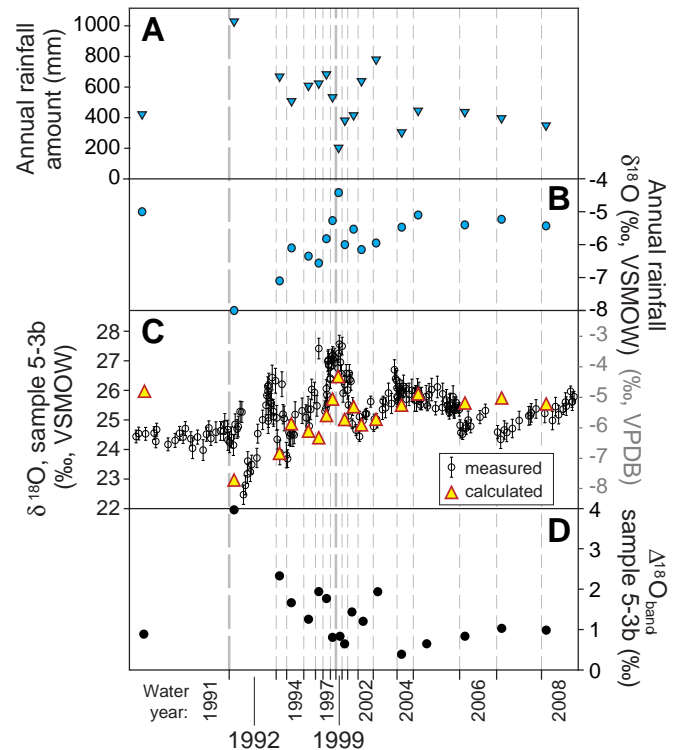 A
Annual rainfall
amount (mm)
1000
800
600
400
200
0
B
Annual rainfall
δ¹⁸O (‰, VSMOW)
-4
-5
-6
-7
-8
C
δ ¹⁸O, sample 5-3b
(‰, VSMOW)
28
27
26
25
24
23
22
(‰, VPDB)
-3
-4
-5
-6
-7
-8
measured
calculated
D
Δ¹⁸O band
sample 5-3b (‰)
4
3
2
1
0
Water
year:
1991
1992
1994
1997
1999
2002
2004
2006
2008